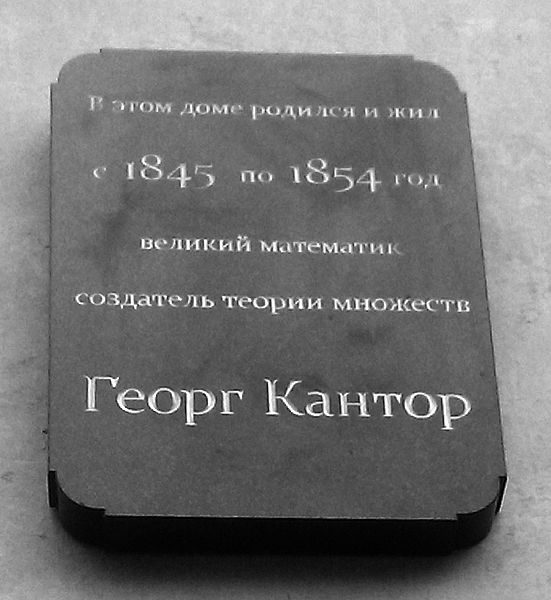 В этом доме родился и жил
с 1845 по 1854 год
великий математик
создатель теории множеств
Георг Кантор